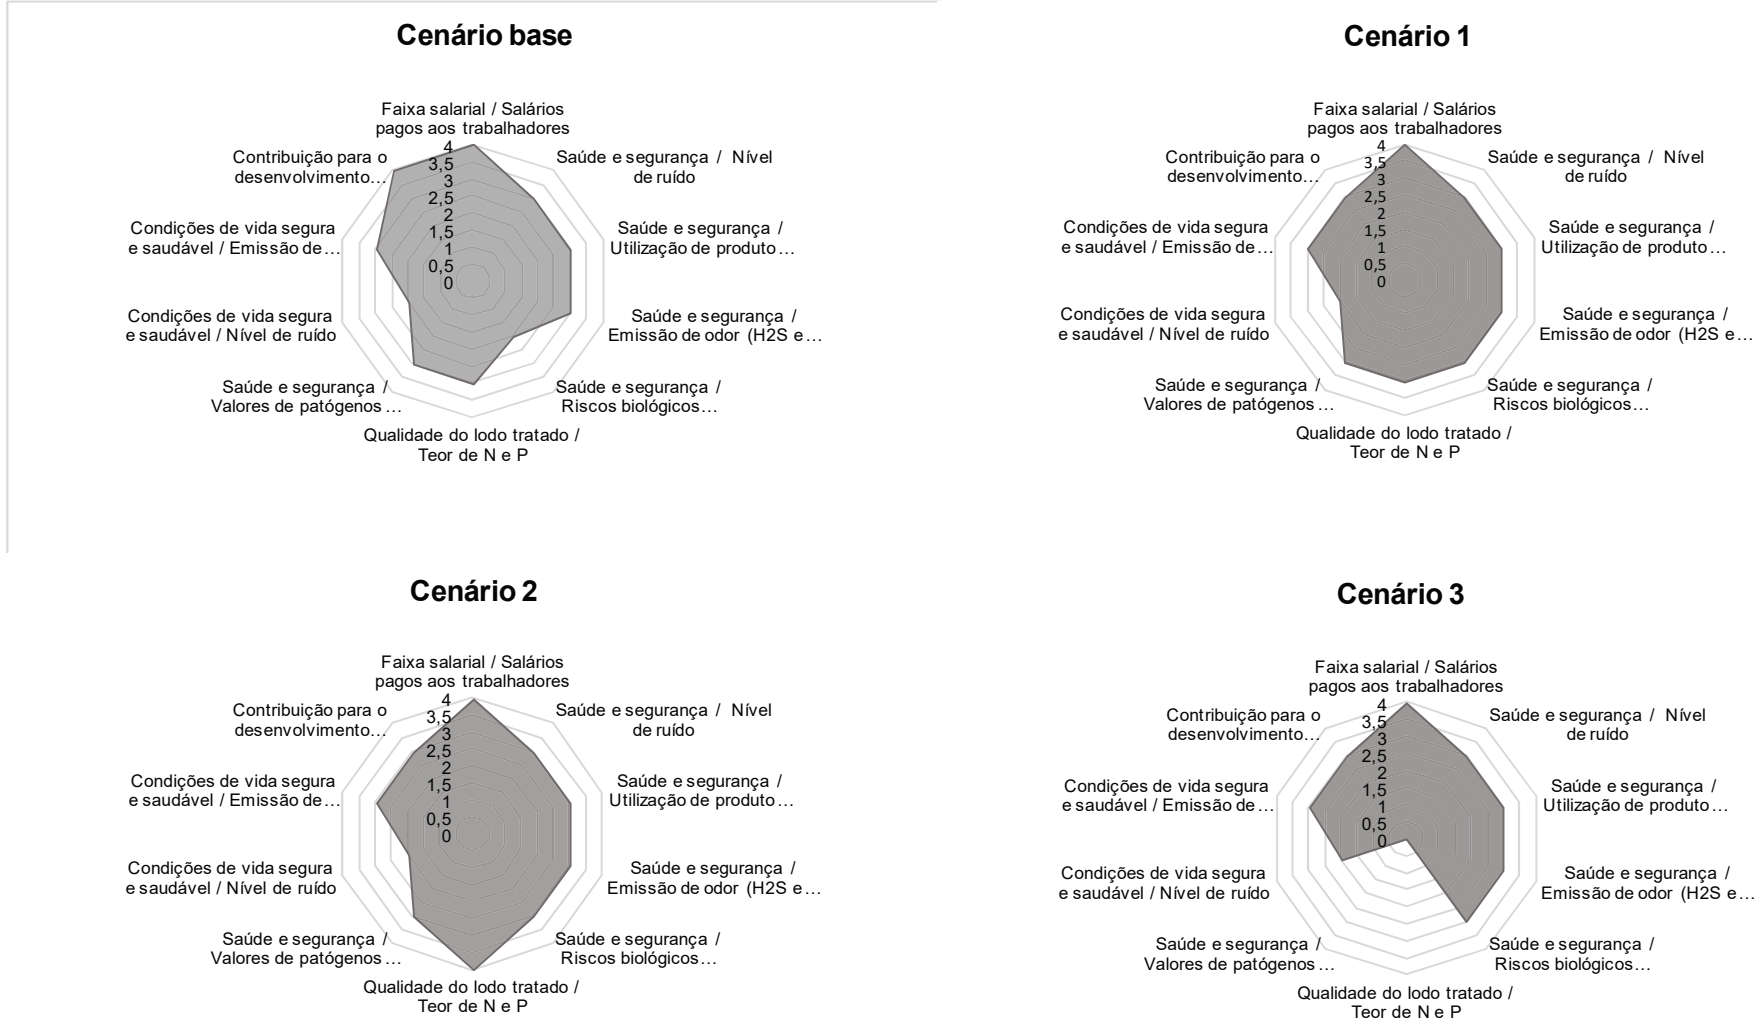 Cenário base
Faixa salarial / Salários
pagos aos trabalhadores
Saúde e segurança / Nível
de ruído
Saúde e segurança /
Utilização de produto…
Saúde e segurança /
Emissão de odor (H2S e…
Saúde e segurança /
Riscos biológicos…
Qualidade do lodo tratado /
Teor de N e P
Saúde e segurança /
Valores de patógenos…
Condições de vida segura
e saudável / Nível de ruído
Condições de vida segura
e saudável / Emissão de…
Contribuição para o
desenvolvimento…
4
3,5
3
2,5
2
1,5
1
0,5
0
Cenário 1
Faixa salarial / Salários
pagos aos trabalhadores
Saúde e segurança / Nível
de ruído
Saúde e segurança /
Utilização de produto…
Saúde e segurança /
Emissão de odor (H2S e…
Saúde e segurança /
Riscos biológicos…
Qualidade do lodo tratado /
Teor de N e P
Saúde e segurança /
Valores de patógenos…
Condições de vida segura
e saudável / Nível de ruído
Condições de vida segura
e saudável / Emissão de…
Contribuição para o
desenvolvimento…
4
3,5
3
2,5
2
1,5
1
0,5
0
Cenário 2
Faixa salarial / Salários
pagos aos trabalhadores
Saúde e segurança / Nível
de ruído
Saúde e segurança /
Utilização de produto…
Saúde e segurança /
Emissão de odor (H2S e…
Saúde e segurança /
Riscos biológicos…
Qualidade do lodo tratado /
Teor de N e P
Saúde e segurança /
Valores de patógenos…
Condições de vida segura
e saudável / Nível de ruído
Condições de vida segura
e saudável / Emissão de…
Contribuição para o
desenvolvimento…
4
3,5
3
2,5
2
1,5
1
0,5
0
Cenário 3
Faixa salarial / Salários
pagos aos trabalhadores
Saúde e segurança / Nível
de ruído
Saúde e segurança /
Utilização de produto…
Saúde e segurança /
Emissão de odor (H2S e…
Saúde e segurança /
Riscos biológicos…
Qualidade do lodo tratado /
Teor de N e P
Saúde e segurança /
Valores de patógenos…
Condições de vida segura
e saudável / Nível de ruído
Condições de vida segura
e saudável / Emissão de…
Contribuição para o
desenvolvimento…
4
3,5
3
2,5
2
1,5
1
0,5
0